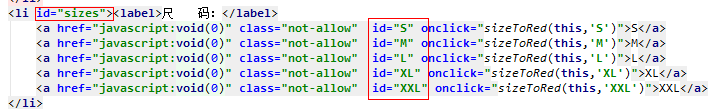 <li id="sizes"><label>尺　　码：</label>
<a href="javascript:void(0)" class="not-allow" id="S" onclick="sizeToRed(this,'S')">S</a>
<a href="javascript:void(0)" class="not-allow" id="M" onclick="sizeToRed(this,'M')">M</a>
<a href="javascript:void(0)" class="not-allow" id="L" onclick="sizeToRed(this,'L')">L</a>
<a href="javascript:void(0)" class="not-allow" id="XL" onclick="sizeToRed(this,'XL')">XL</a>
<a href="javascript:void(0)" class="not-allow" id="XXL" onclick="sizeToRed(this,'XXL')">XXL</a>
</li>